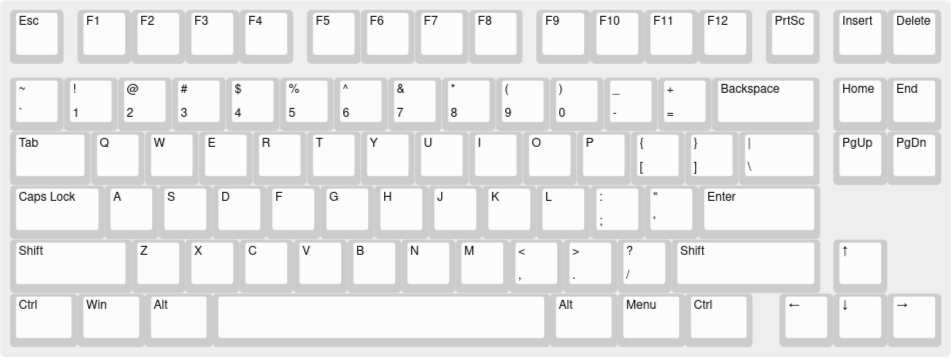 Esc F1 F2 F3 F4 F5 F6 F7 F8 F9 F10 F11 F12 PrtSc Insert Delete
~ ! @ # $ % ^ & * ( ) _ + Backspace Home End
` 1 2 3 4 5 6 7 8 9 0 - =
Tab Q W E R T Y U I O P { } | PgUp PgDn
[ ] \
Caps Lock A S D F G H J K L : " Enter
; '
Shift Z X C V B N M < > ? Shift ↑
, . /
Ctrl Win Alt Alt Menu Ctrl ← ↓ →